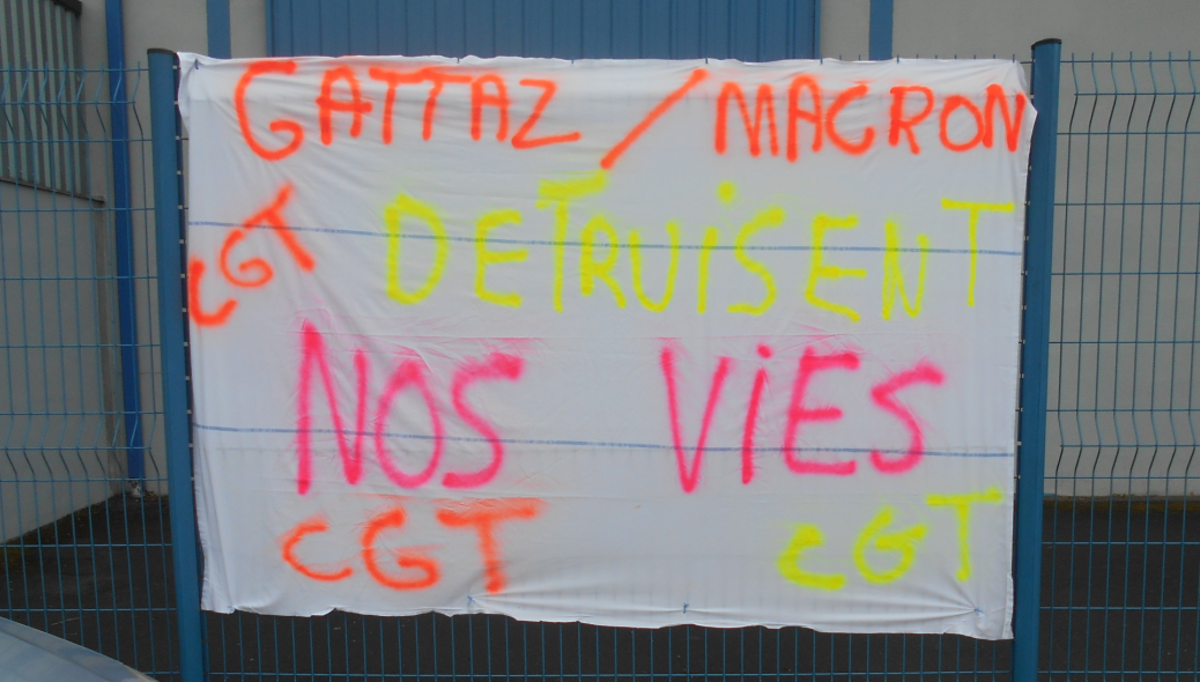 GATTAZ / MACRON
CGT
DETRUiSENT
NOS ViES
CGT CGT